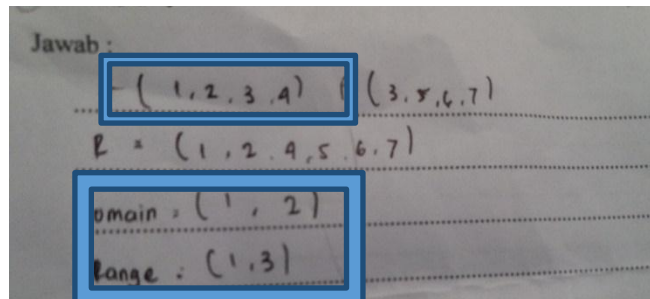 Jawab :
- ( 1, 2, 3, 4) ( (3, 5, 6, 7)
R = (1, 2, 4, 5, 6, 7)
omain : (1, 2)
Range : (1, 3)